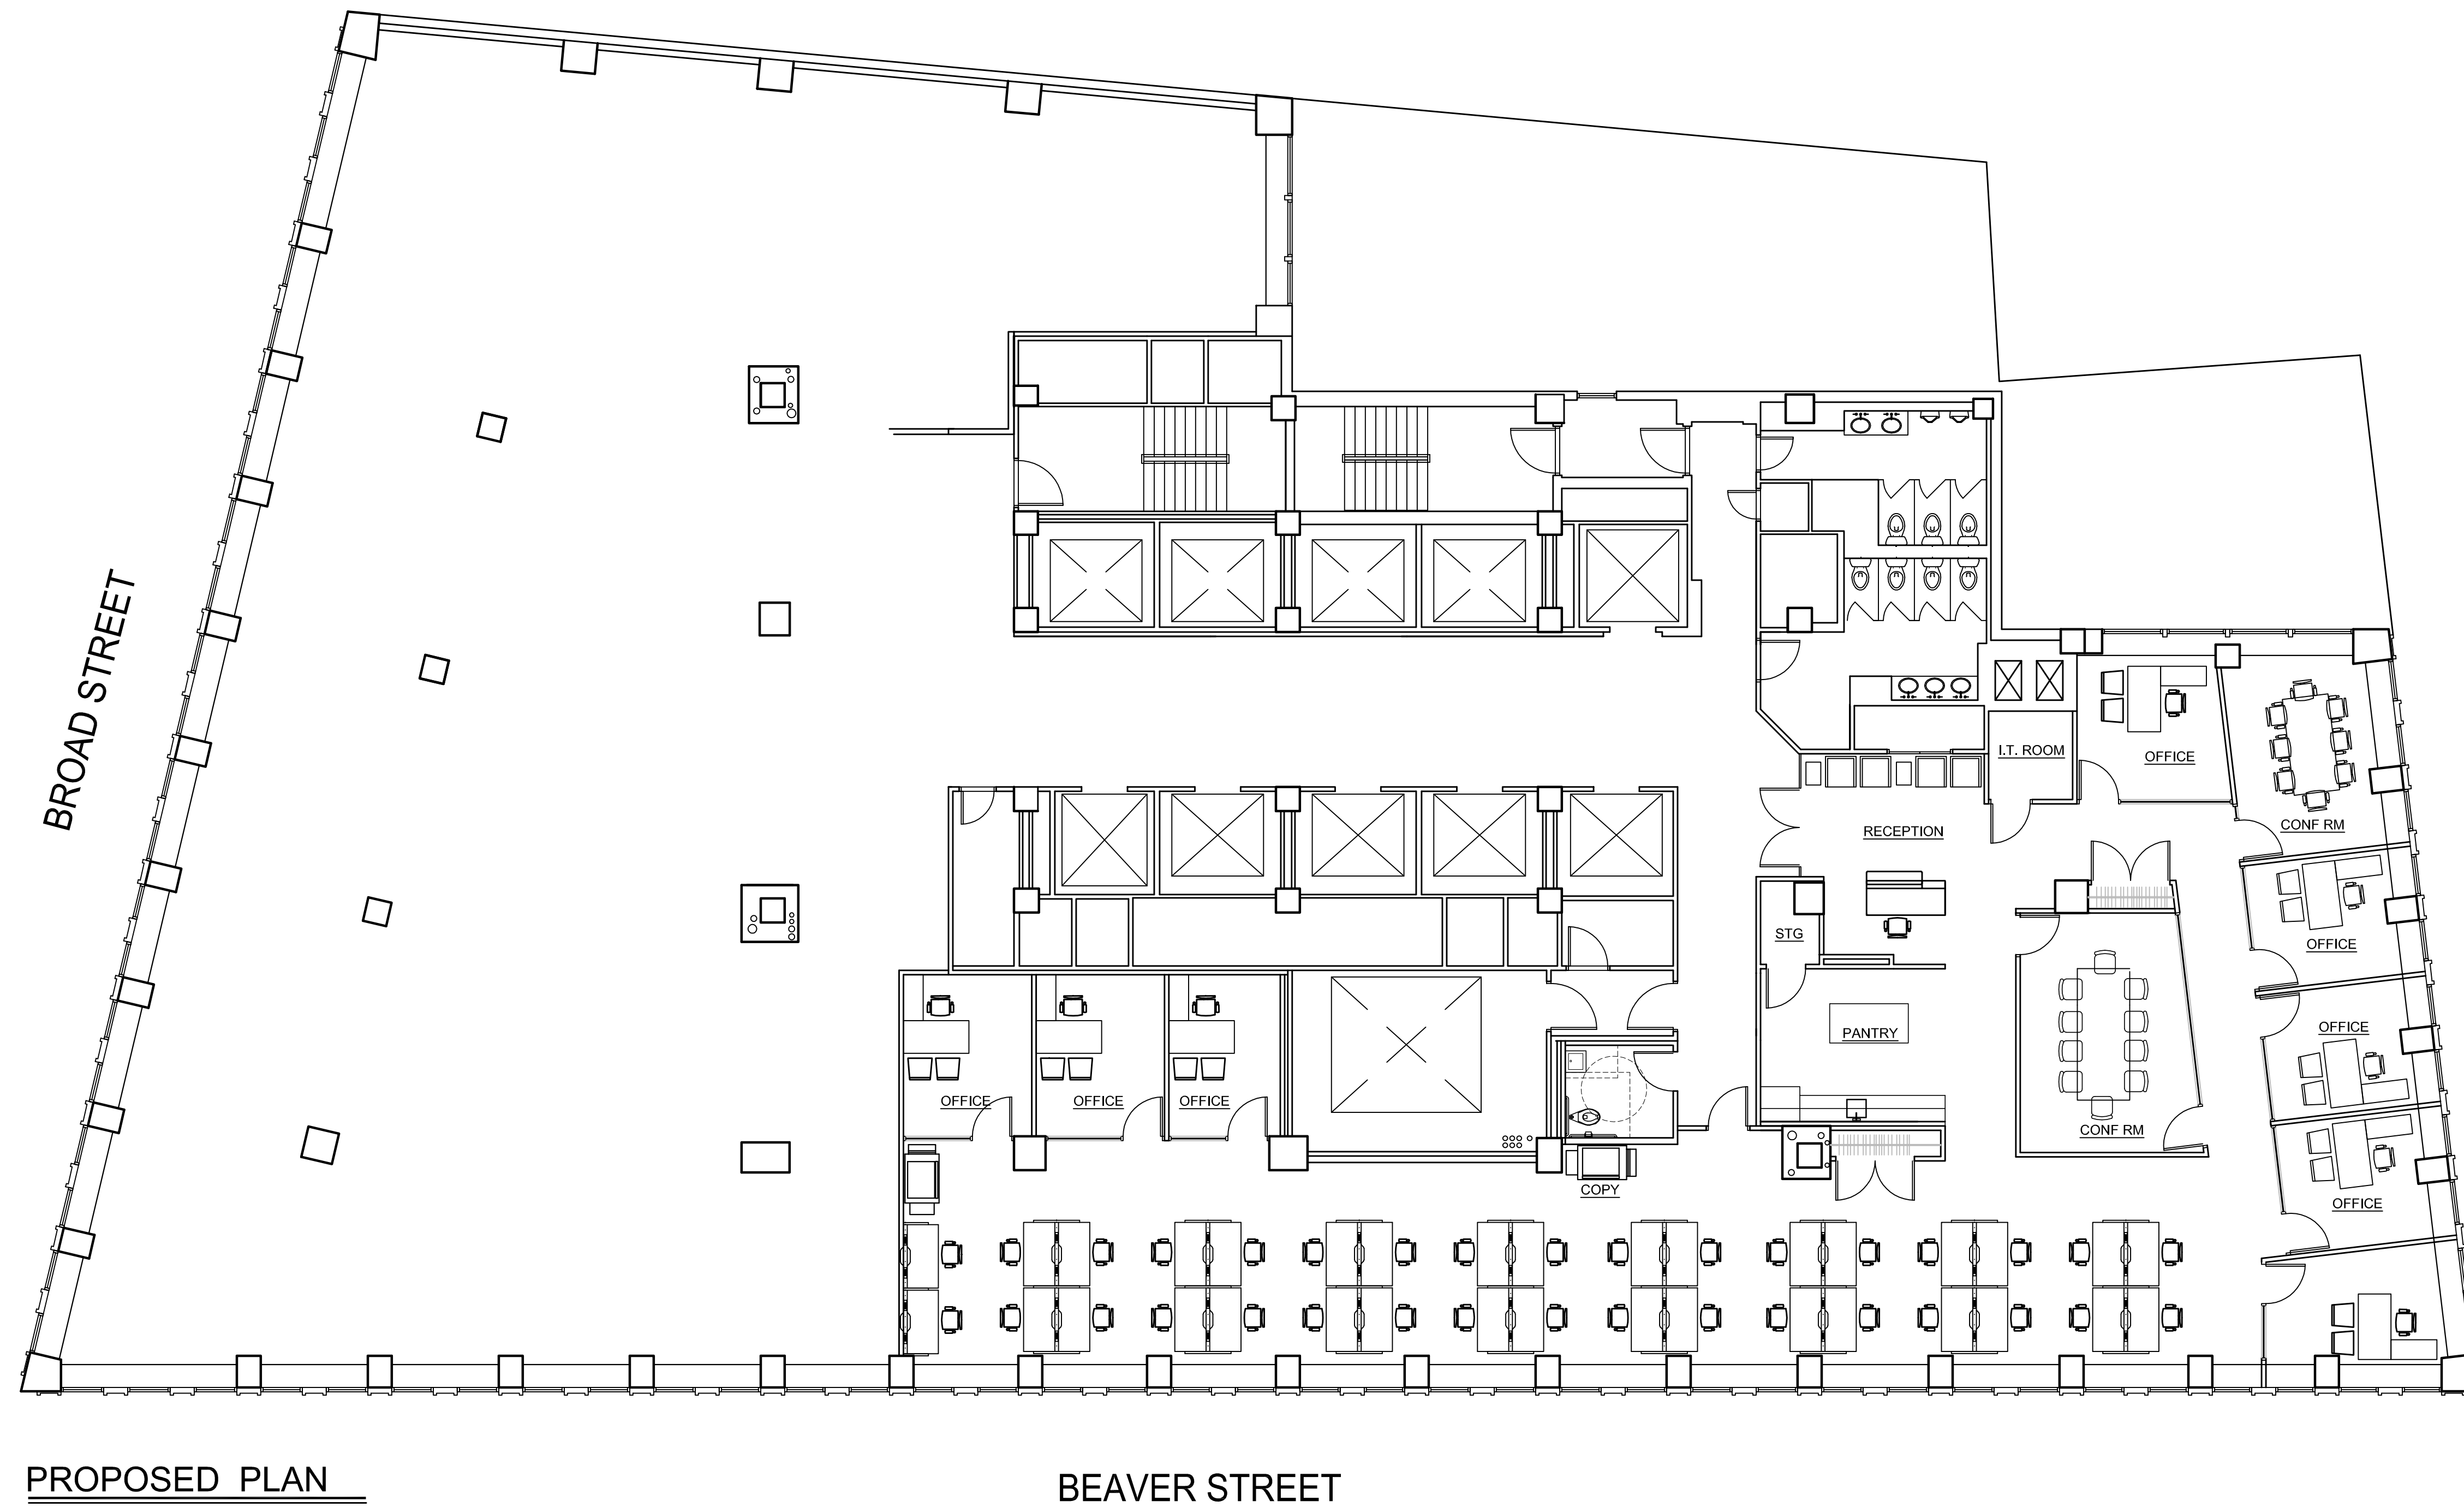 BROAD STREET
I.T. ROOM
OFFICE
CONF RM
RECEPTION
STG
OFFICE
PANTRY
OFFICE
OFFICE
OFFICE
OFFICE
CONF RM
COPY
OFFICE
PROPOSED PLAN
BEAVER STREET